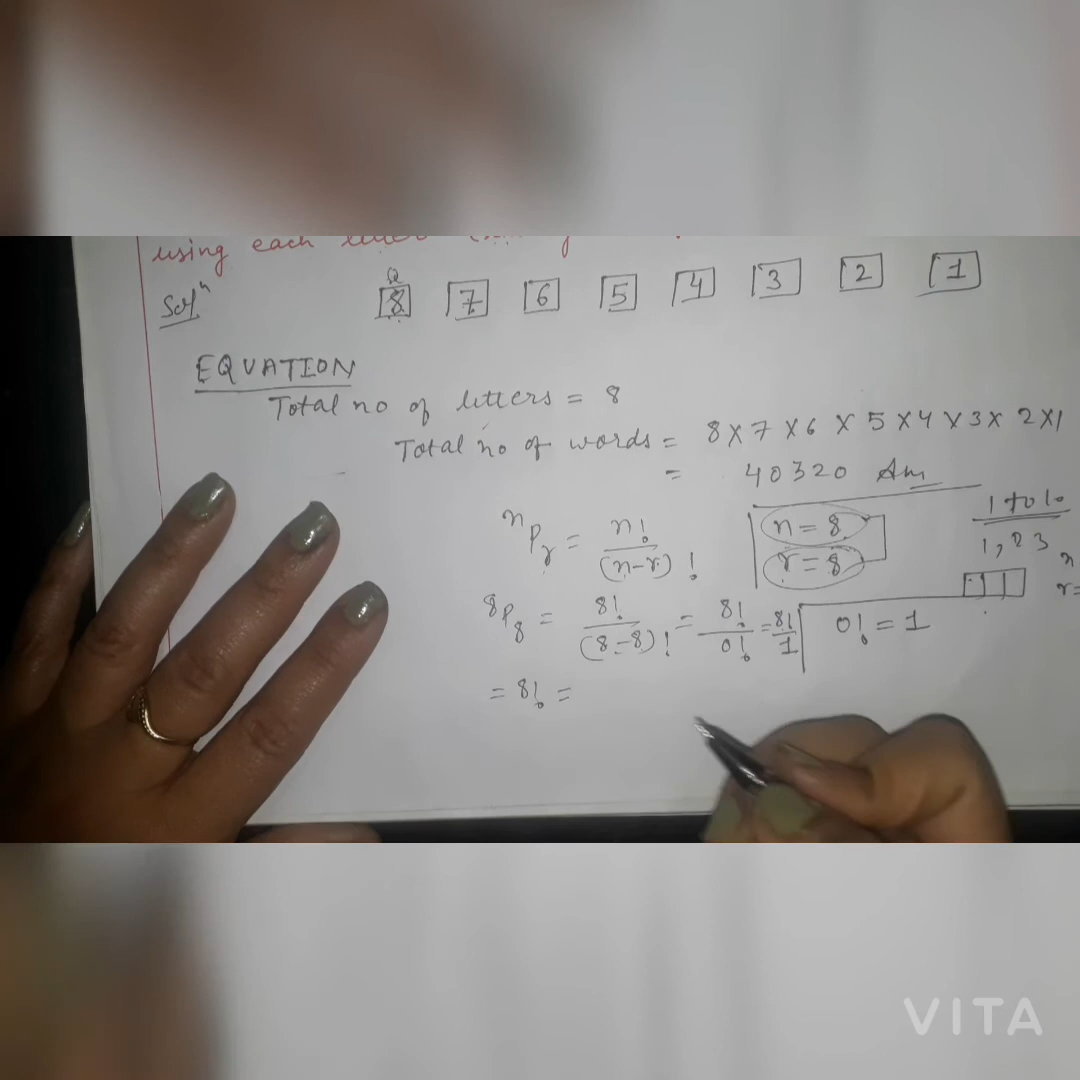 using each letter
Solⁿ
Q
8 7 6 5 4 3 2 1
EQUATION
Total no of letters = 8
Total no of words = 8 X 7 X 6 X 5 X 4 X 3 X 2 X 1
= 40320 Ans
ⁿPᵣ = n! / (n-r)!
n = 8
r = 8
1 to 10
1, 2 3
n
r=
⁸P₈ = 8! / (8-8)! = 8! / 0! = 8! / 1
0! = 1
= 8! =
VITA